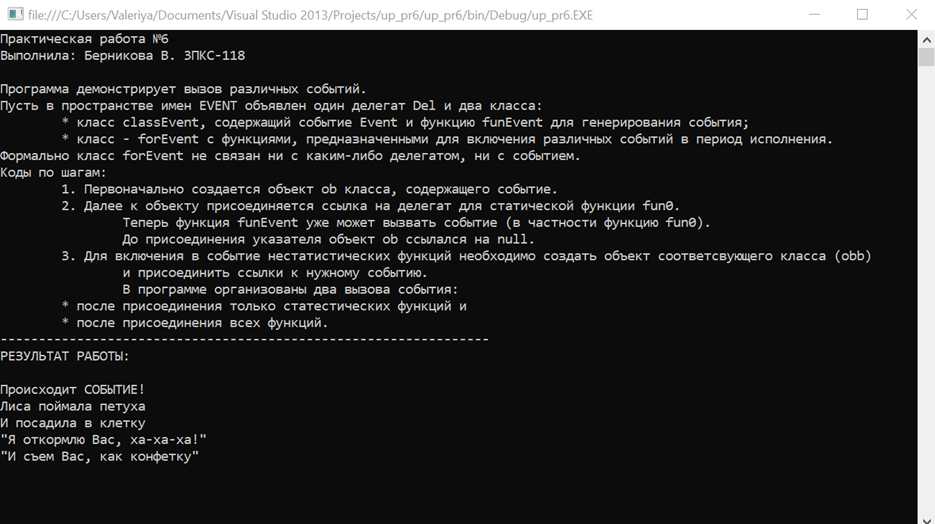 file:///C:/Users/Valeriya/Documents/Visual Studio 2013/Projects/up_pr6/up_pr6/bin/Debug/up_pr6.EXE
Практическая работа №6
Выполнила: Берникова В. ЗПКС-118
Программа демонстрирует вызов различных событий.
Пусть в пространстве имен EVENT объявлен один делегат Del и два класса:
* класс classEvent, содержащий событие Event и функцию funEvent для генерирования события;
* класс - forEvent с функциями, предназначенными для включения различных событий в период исполнения.
Формально класс forEvent не связан ни с каким-либо делегатом, ни с событием.
Коды по шагам:
1. Первоначально создается объект ob класса, содержащего событие.
2. Далее к объекту присоединяется ссылка на делегат для статической функции fun0.
Теперь функция funEvent уже может вызвать событие (в частности функцию fun0).
До присоединения указателя объект ob ссылался на null.
3. Для включения в событие нестатистических функций необходимо создать объект соответсвующего класса (obb)
и присоединить ссылки к нужному событию.
В программе организованы два вызова события:
* после присоединения только статестических функций и
* после присоединения всех функций.
-----------------------------------------------------------------
РЕЗУЛЬТАТ РАБОТЫ:
Происходит СОБЫТИЕ!
Лиса поймала петуха
И посадила в клетку
"Я откормлю Вас, ха-ха-ха!"
"И съем Вас, как конфетку"